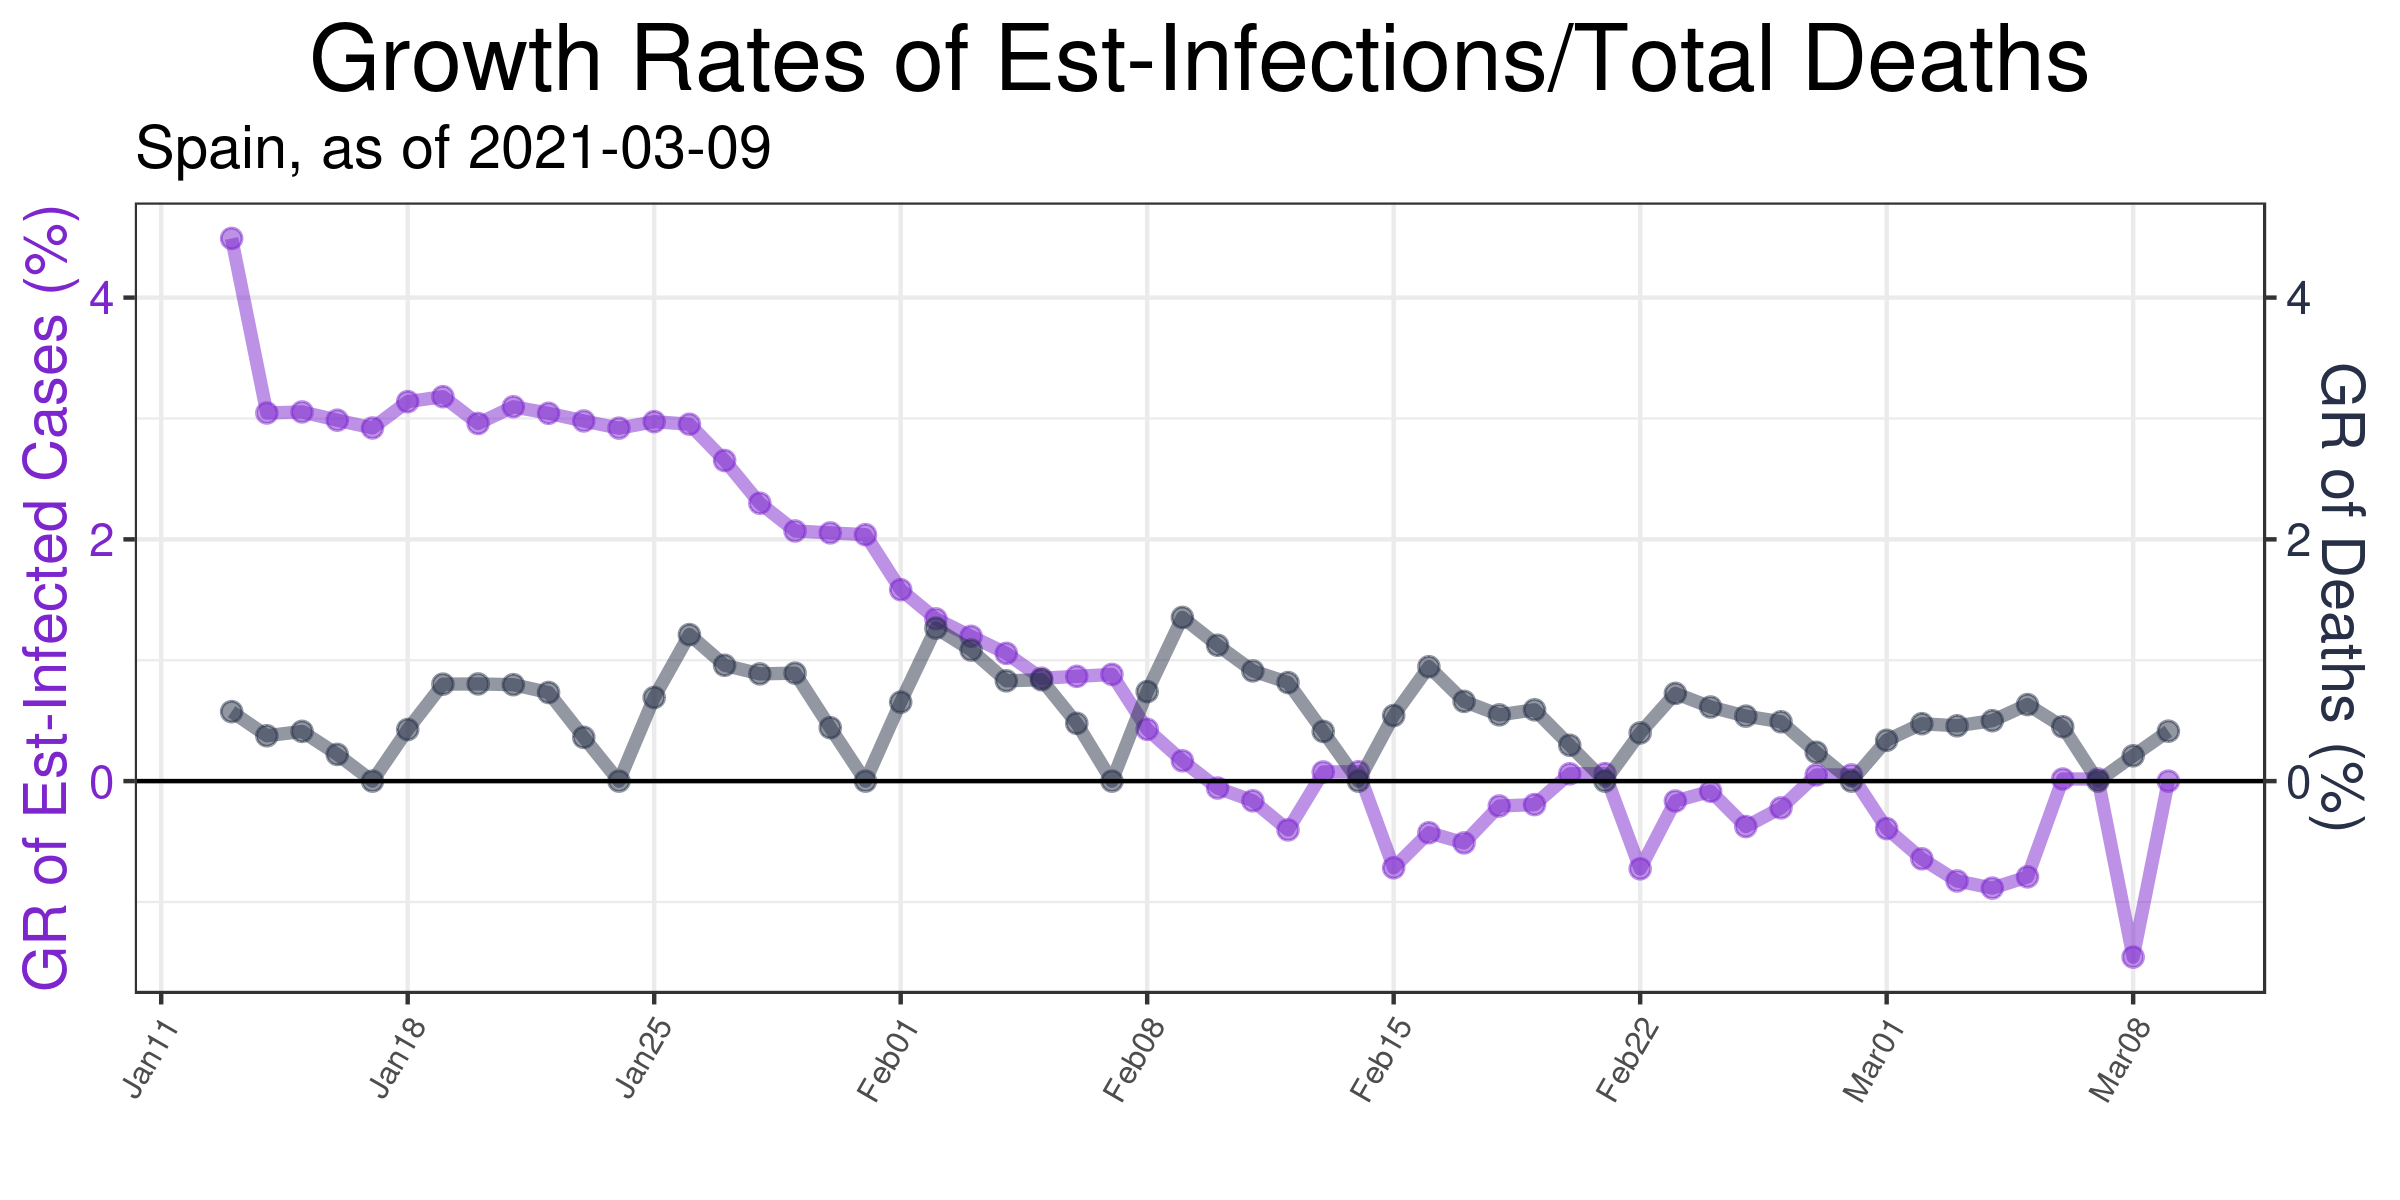 Growth Rates of Est-Infections/Total Deaths
Spain, as of 2021-03-09
GR of Est-Infected Cases (%)
4
2
0
4
2
0
GR of Deaths (%)
Jan11
Jan18
Jan25
Feb01
Feb08
Feb15
Feb22
Mar01
Mar08